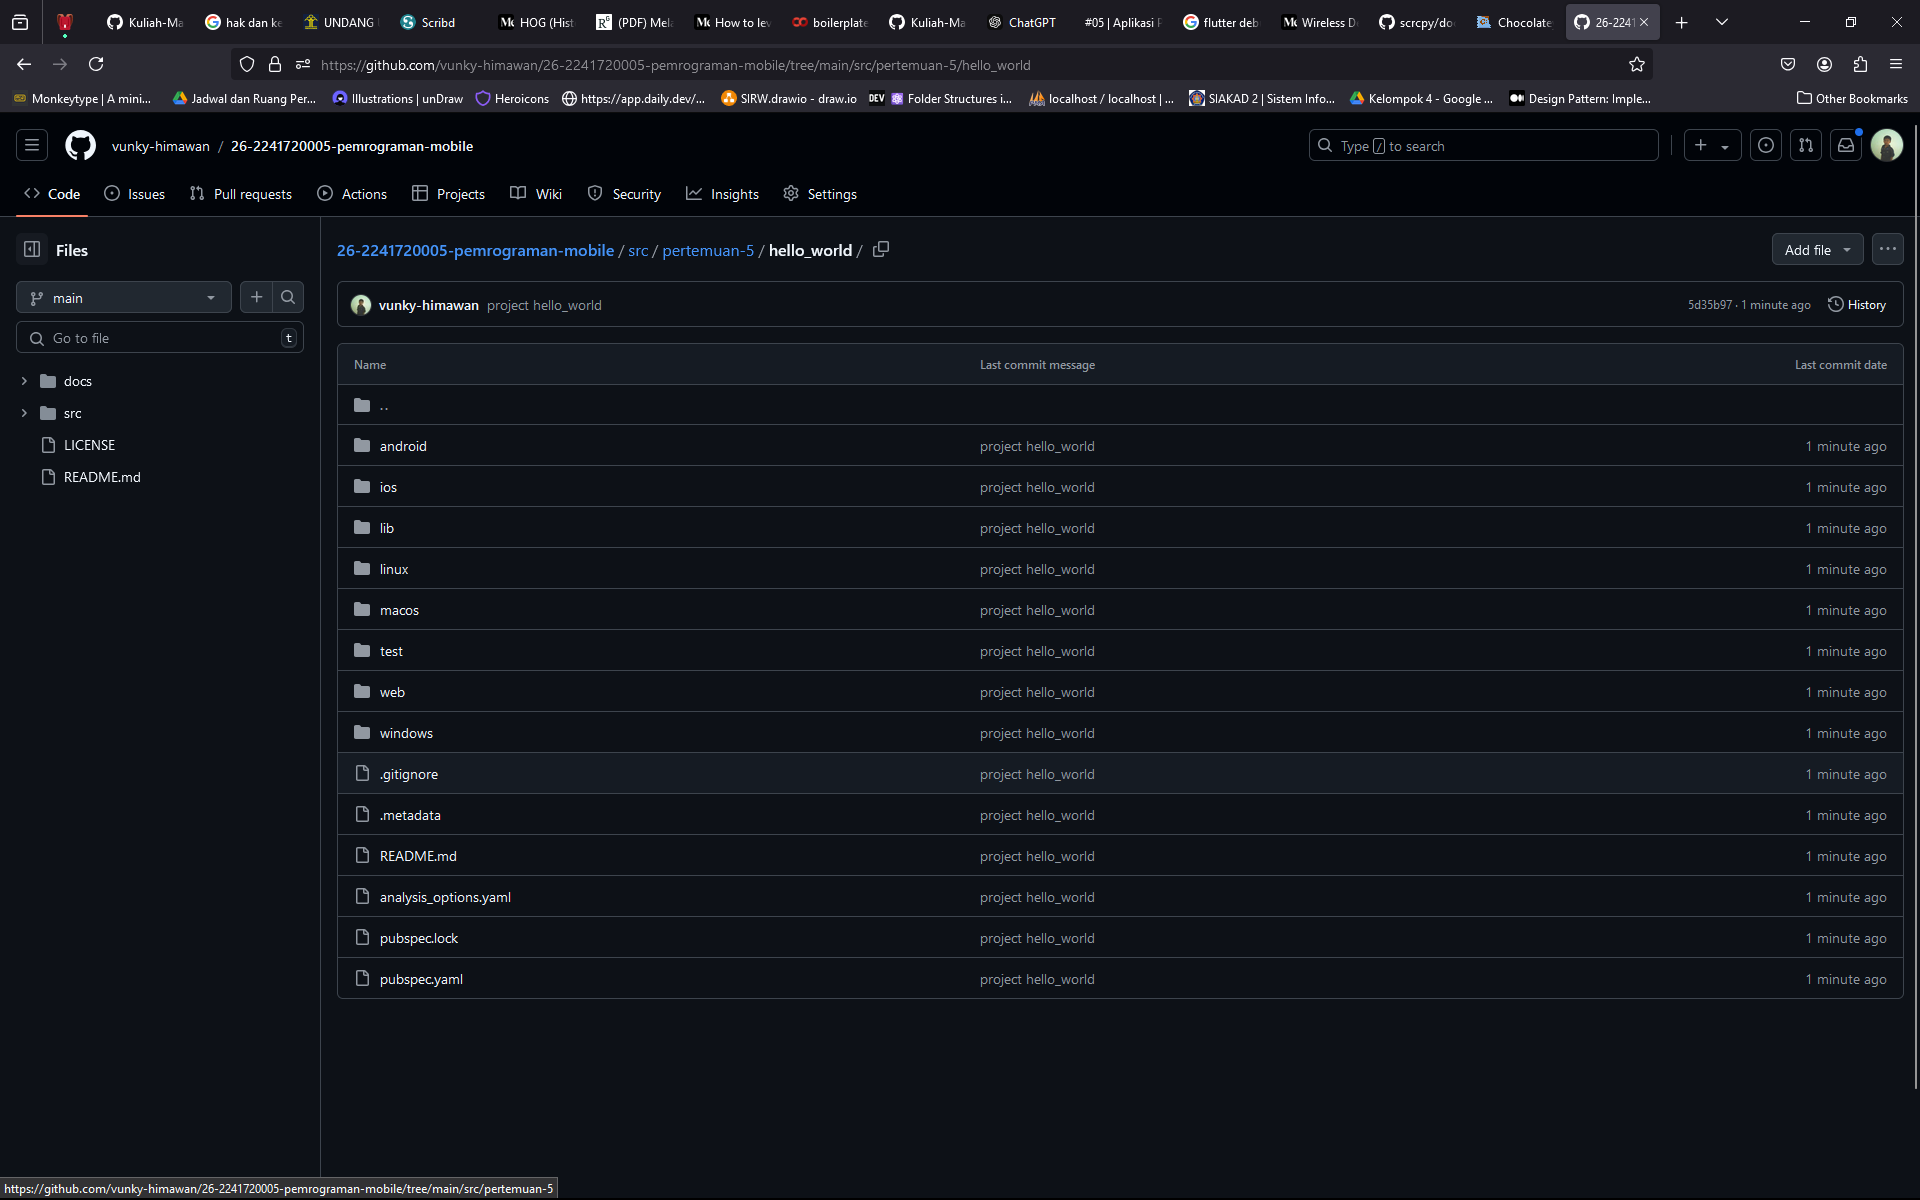 Kuliah-Ma
hak dan ke
UNDANG
Scribd
HOG (Hist
(PDF) Mela
How to lev
boilerplate
Kuliah-Ma
ChatGPT
#05 | Aplikasi P
flutter deb
Wireless D
scrcpy/do
Chocolate
26-2241
https://github.com/vunky-himawan/26-2241720005-pemrograman-mobile/tree/main/src/pertemuan-5/hello_world
Monkeytype | A mini...
Jadwal dan Ruang Per...
Illustrations | unDraw
Heroicons
https://app.daily.dev/...
SIRW.drawio - draw.io
DEV
Folder Structures i...
localhost / localhost | ...
SIAKAD 2 | Sistem Info...
Kelompok 4 - Google ...
Design Pattern: Imple...
Other Bookmarks
vunky-himawan / 26-2241720005-pemrograman-mobile
Type / to search
Code
Issues
Pull requests
Actions
Projects
Wiki
Security
Insights
Settings
Files
main
Go to file
t
docs
src
LICENSE
README.md
26-2241720005-pemrograman-mobile / src / pertemuan-5 / hello_world /
Add file
vunky-himawan project hello_world
5d35b97 · 1 minute ago
History
Name Last commit message Last commit date
..
android project hello_world 1 minute ago
ios project hello_world 1 minute ago
lib project hello_world 1 minute ago
linux project hello_world 1 minute ago
macos project hello_world 1 minute ago
test project hello_world 1 minute ago
web project hello_world 1 minute ago
windows project hello_world 1 minute ago
.gitignore project hello_world 1 minute ago
.metadata project hello_world 1 minute ago
README.md project hello_world 1 minute ago
analysis_options.yaml project hello_world 1 minute ago
pubspec.lock project hello_world 1 minute ago
pubspec.yaml project hello_world 1 minute ago
https://github.com/vunky-himawan/26-2241720005-pemrograman-mobile/tree/main/src/pertemuan-5